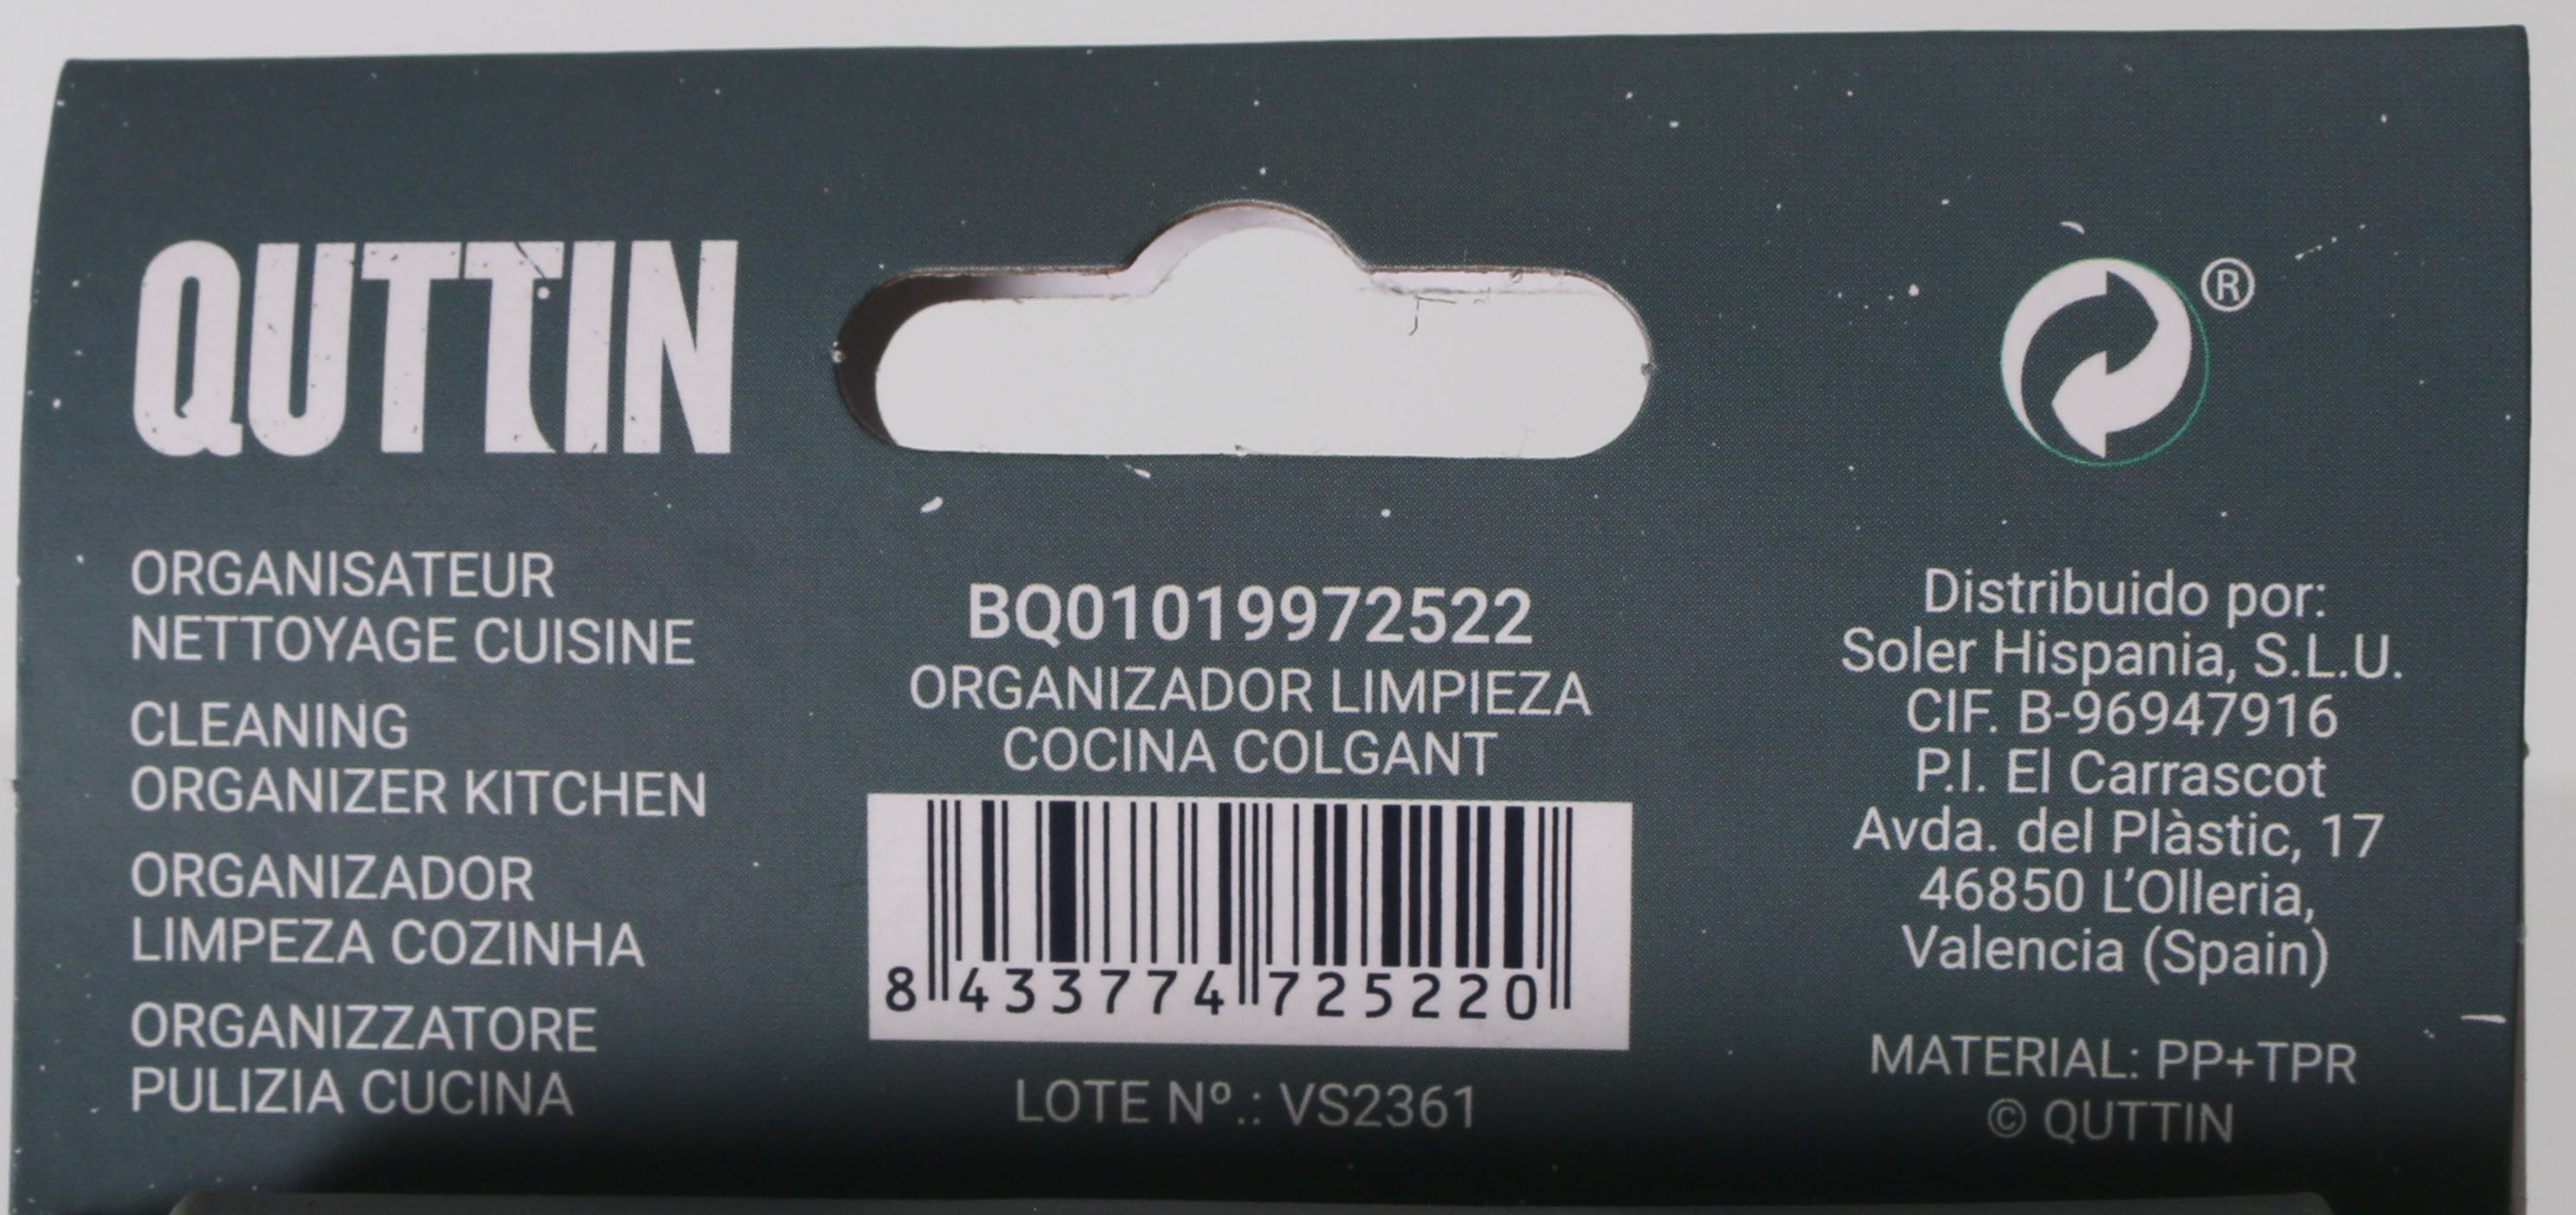 QUTTIN
ORGANISATEUR
NETTOYAGE CUISINE
CLEANING
ORGANIZER KITCHEN
ORGANIZADOR
LIMPEZA COZINHA
ORGANIZZATORE
PULIZIA CUCINA
BQ01019972522
ORGANIZADOR LIMPIEZA
COCINA COLGANT
8 433774 725220
LOTE Nº.: VS2361
®
Distribuido por:
Soler Hispania, S.L.U.
CIF. B-96947916
P.I. El Carrascot
Avda. del Plàstic, 17
46850 L'Olleria,
Valencia (Spain)
MATERIAL: PP+TPR
© QUTTIN